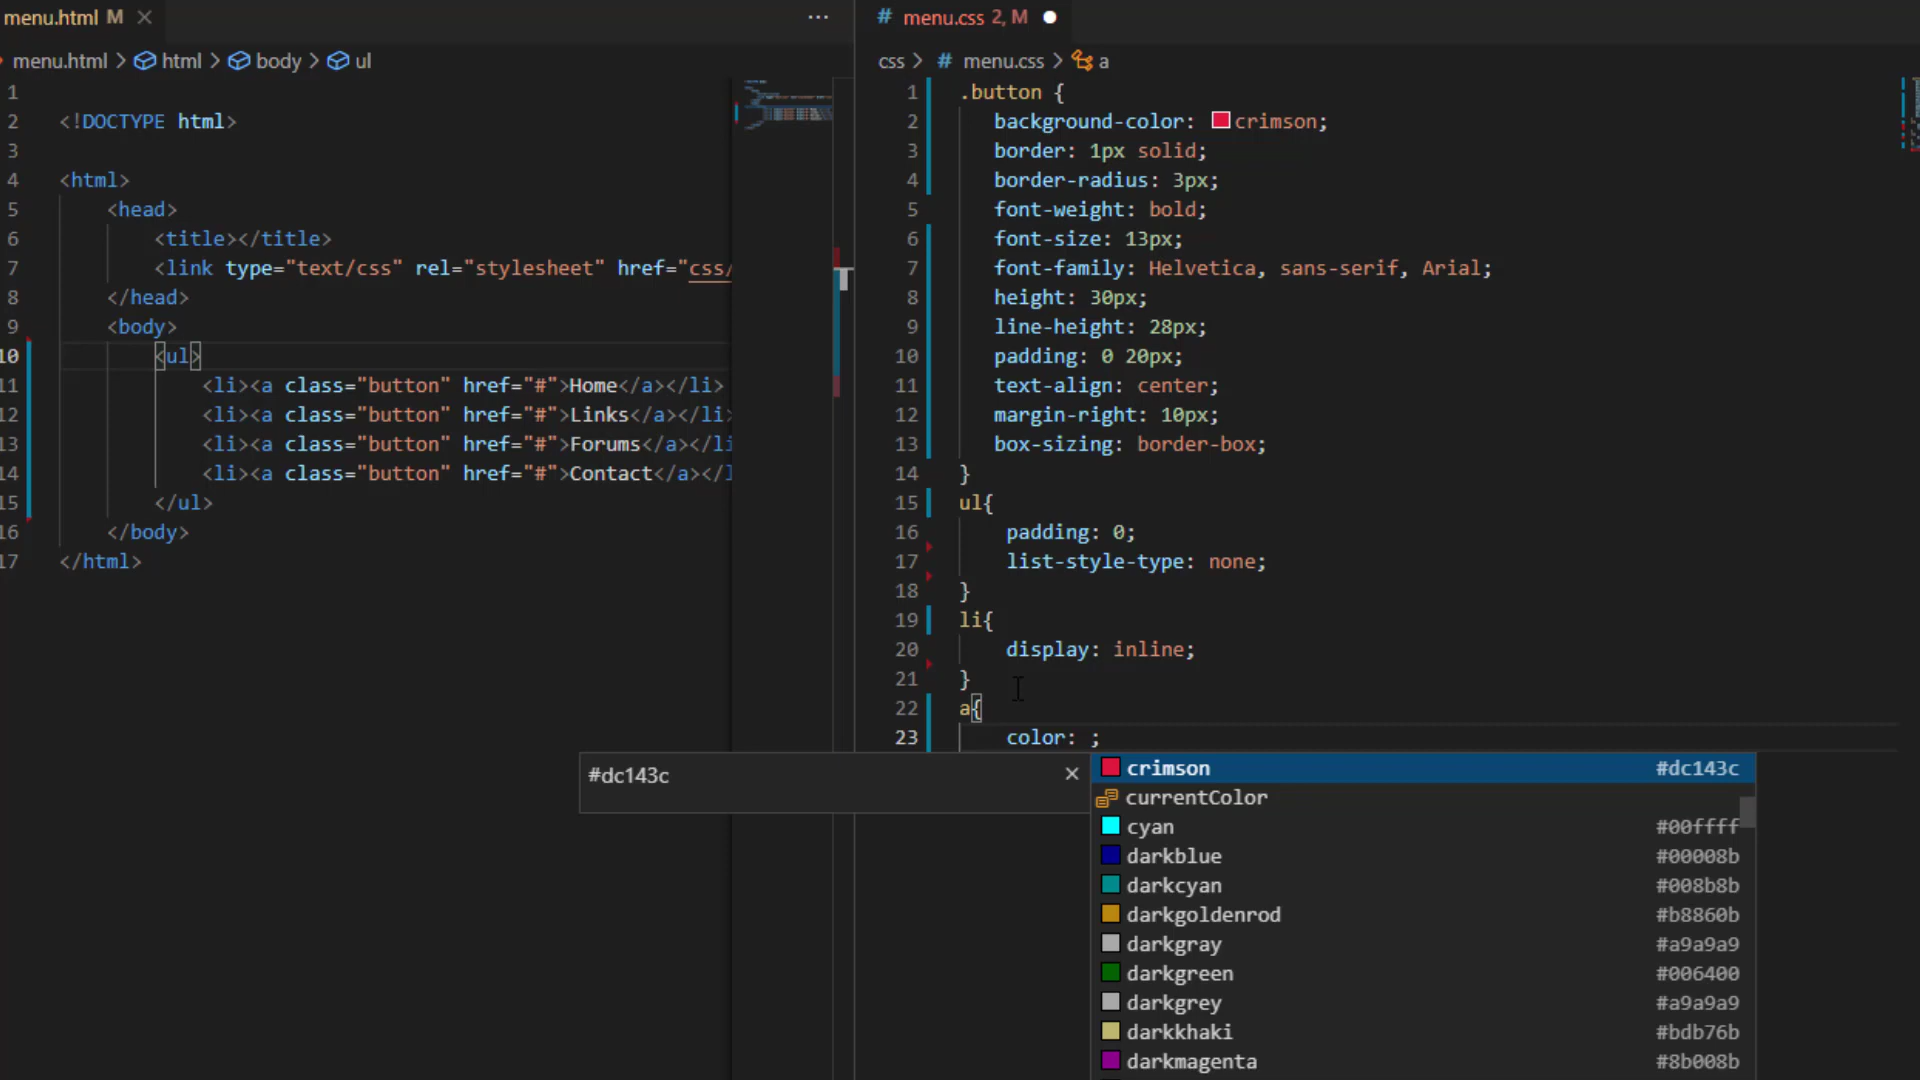 menu.html M
menu.html > html > body > ul
1
2 <!DOCTYPE html>
3
4 <html>
5 <head>
6 <title></title>
7 <link type="text/css" rel="stylesheet" href="css/
8 </head>
9 <body>
10 <ul>
11 <li><a class="button" href="#">Home</a></li>
12 <li><a class="button" href="#">Links</a></li>
13 <li><a class="button" href="#">Forums</a></li
14 <li><a class="button" href="#">Contact</a></l
15 </ul>
16 </body>
17 </html>
# menu.css 2, M
css > # menu.css > a
1 .button {
2 background-color: crimson;
3 border: 1px solid;
4 border-radius: 3px;
5 font-weight: bold;
6 font-size: 13px;
7 font-family: Helvetica, sans-serif, Arial;
8 height: 30px;
9 line-height: 28px;
10 padding: 0 20px;
11 text-align: center;
12 margin-right: 10px;
13 box-sizing: border-box;
14 }
15 ul{
16 padding: 0;
17 list-style-type: none;
18 }
19 li{
20 display: inline;
21 }
22 a{
23 color: ;
#dc143c
crimson #dc143c
currentColor
cyan #00ffff
darkblue #00008b
darkcyan #008b8b
darkgoldenrod #b8860b
darkgray #a9a9a9
darkgreen #006400
darkgrey #a9a9a9
darkkhaki #bdb76b
darkmagenta #8b008b